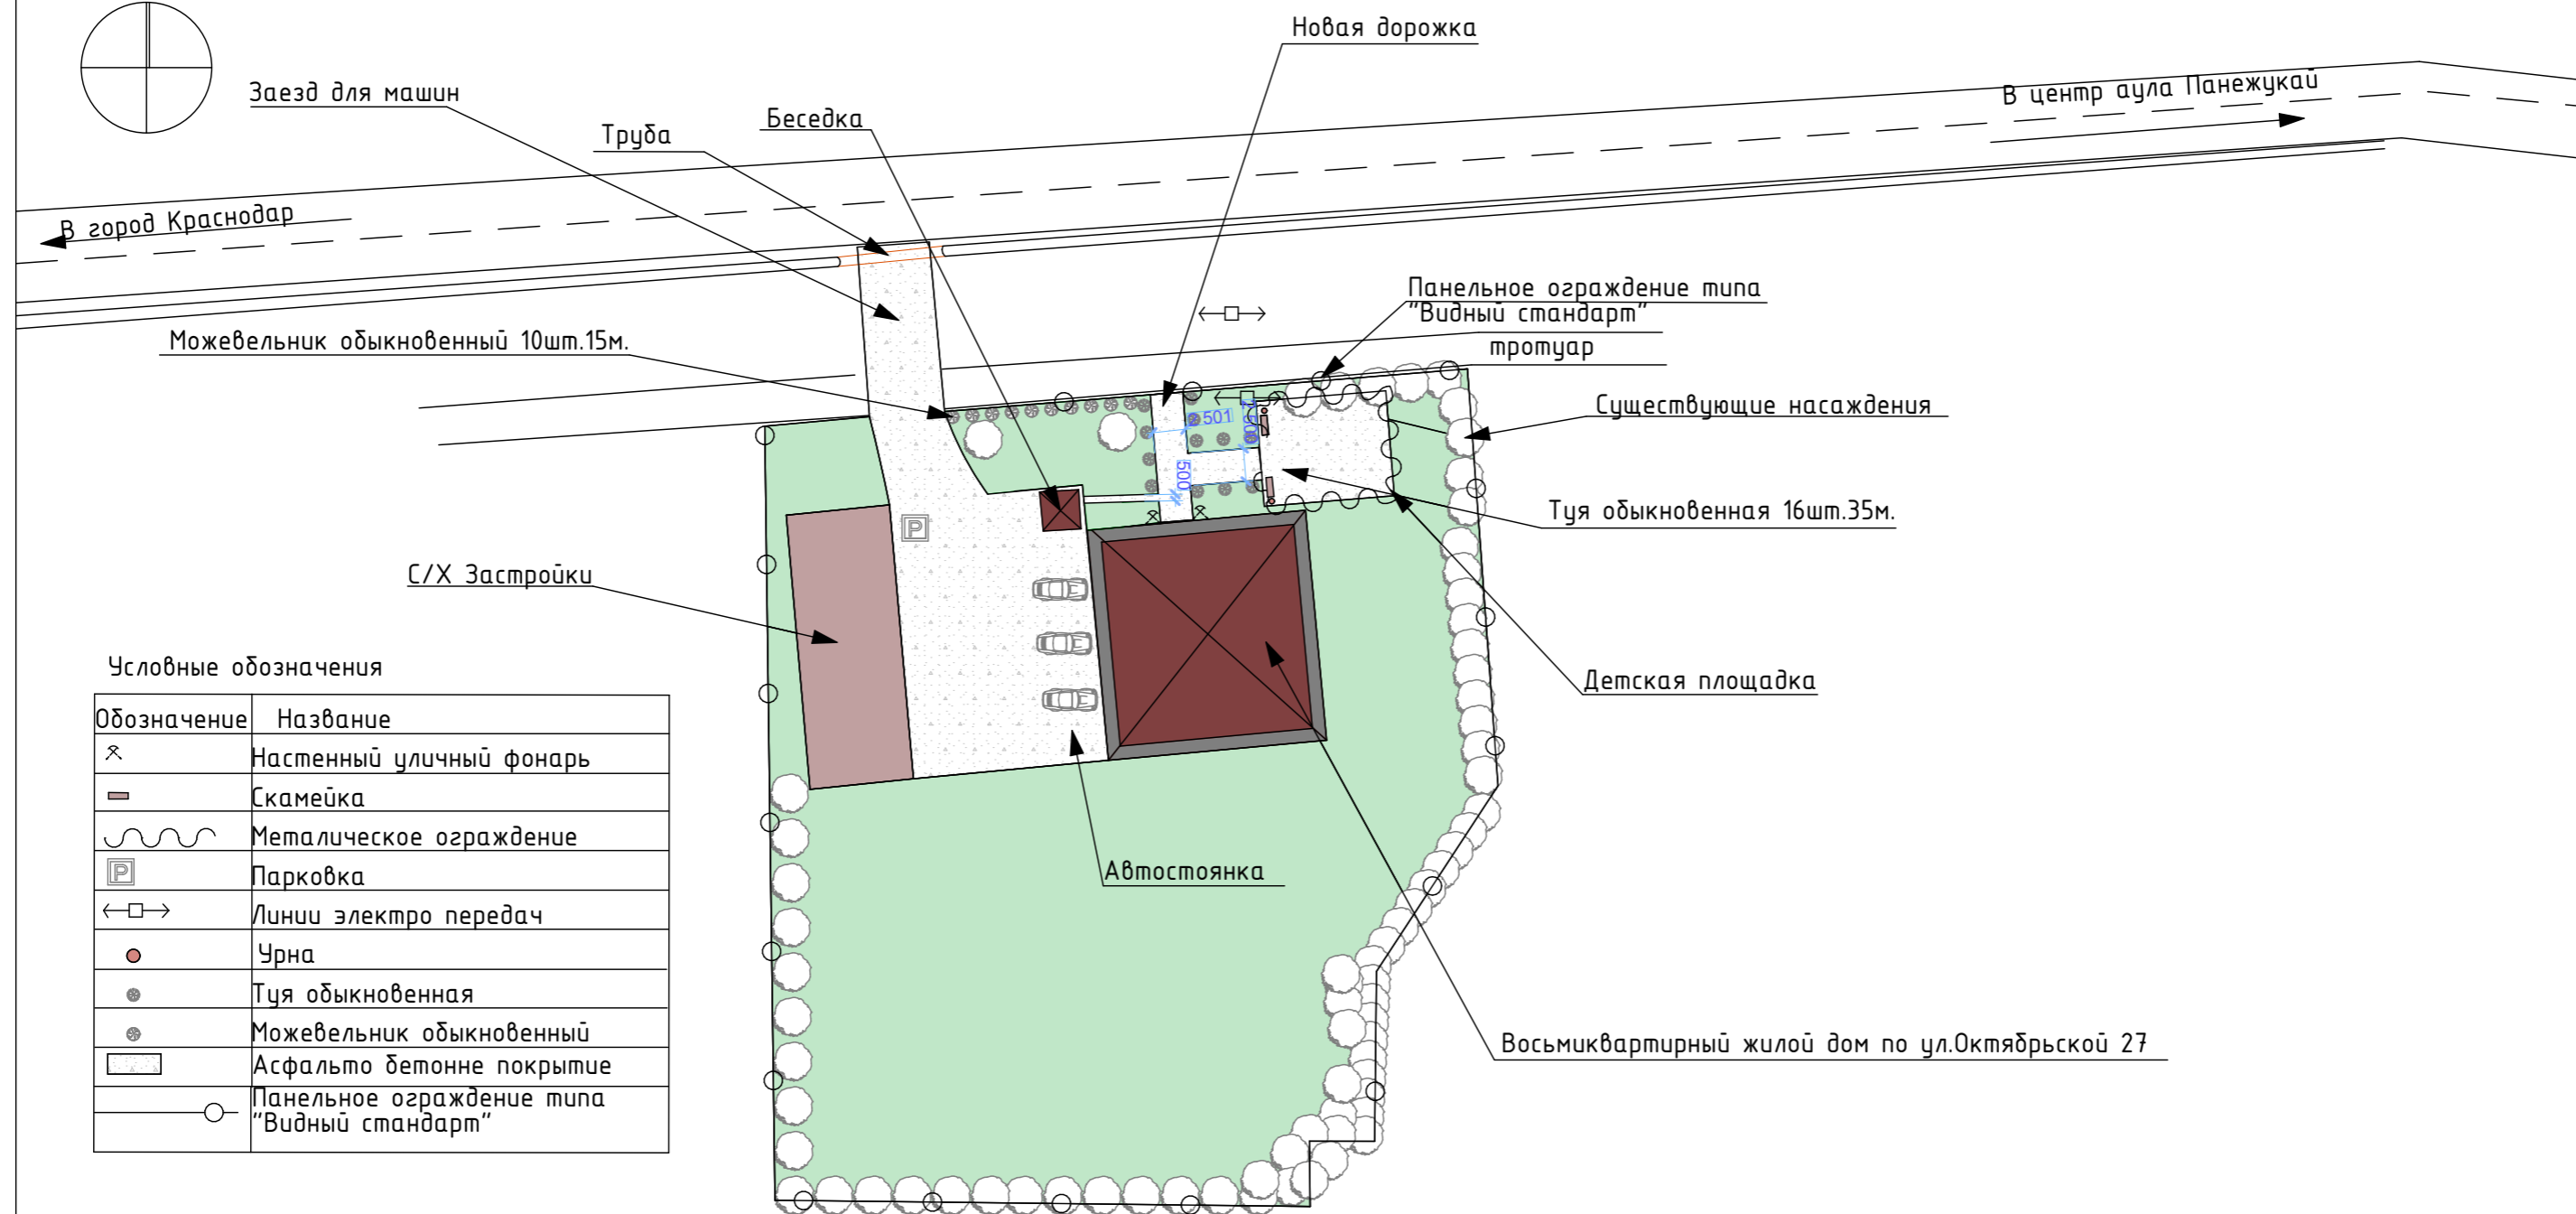 Новая дорожка
Заезд для машин
В центр аула Панежукай
Беседка
Труба
В город Краснодар
Панельное ограждение типа
"Видный стандарт"
Можевельник обыкновенный 10шт.15м.
тротуар
Существующие насаждения
501
500
Туя обыкновенная 16шт.35м.
P
С/Х Застройки
Детская площадка
Автостоянка
Восьмиквартирный жилой дом по ул.Октябрьской 27
Условные обозначения
Обозначение Название
Настенный уличный фонарь
Скамейка
Металическое ограждение
P Парковка
Линии электро передач
Урна
Туя обыкновенная
Можевельник обыкновенный
Асфальто бетонне покрытие
Панельное ограждение типа
"Видный стандарт"